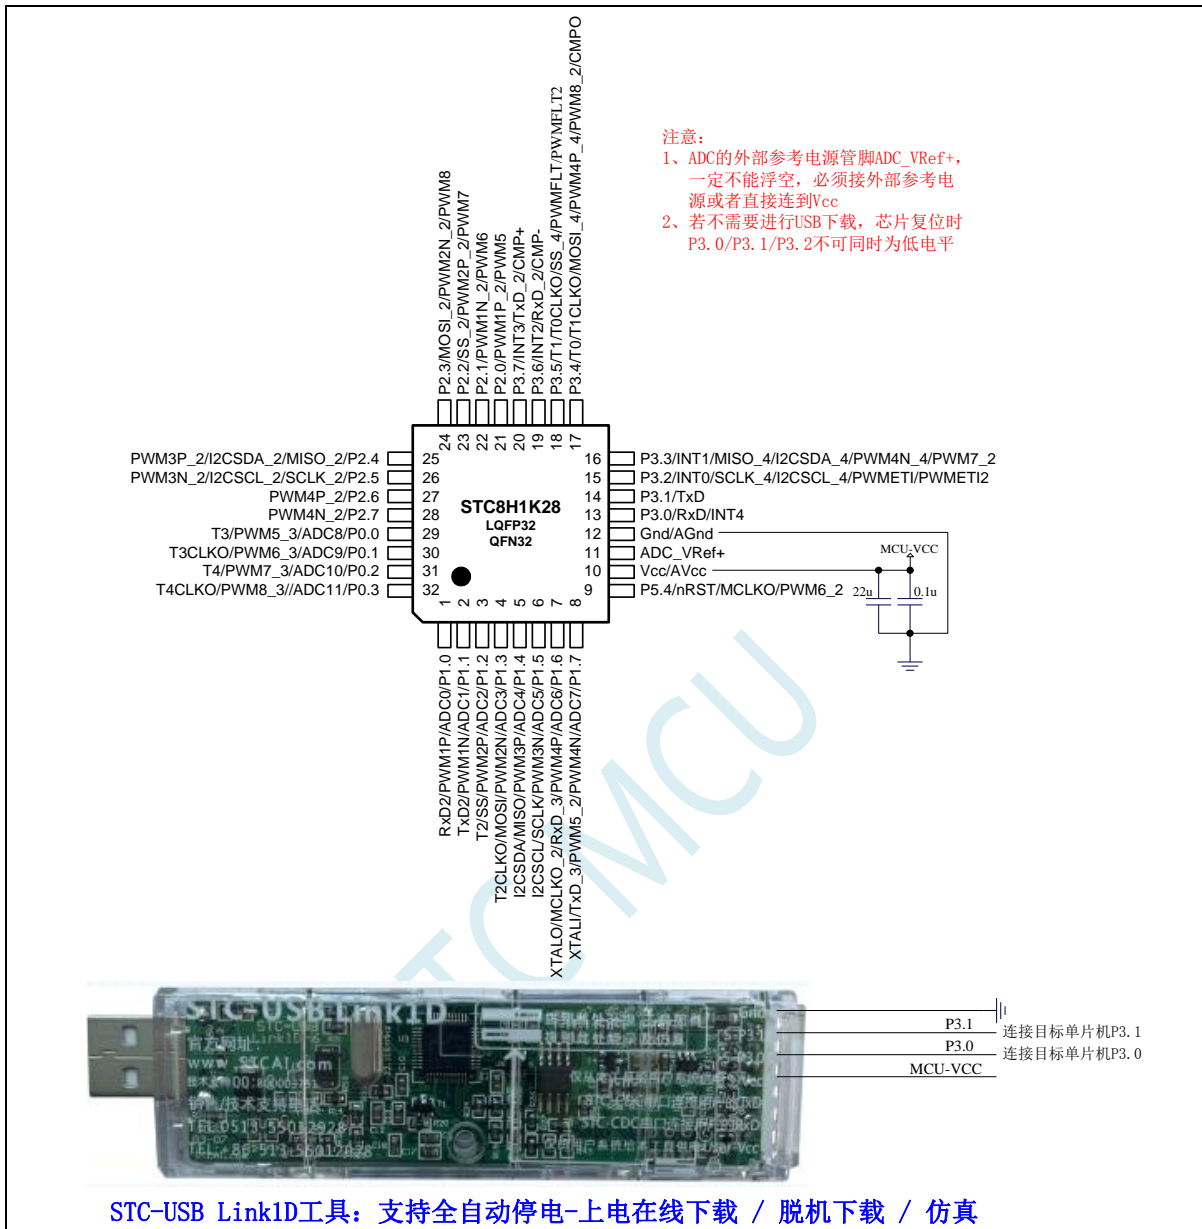 注意：
1、ADC的外部参考电源管脚ADC_VRef+，
一定不能浮空，必须接外部参考电
源或者直接连到Vcc
2、若不需要进行USB下载，芯片复位时
P3.0/P3.1/P3.2不可同时为低电平
P2.3/MOSI_2/PWM2N_2/PWM8
P2.2/SS_2/PWM2P_2/PWM7
P2.1/PWM1N_2/PWM6
P2.0/PWM1P_2/PWM5
P3.7/INT3/TxD_2/CMP+
P3.6/INT2/RxD_2/CMP-
P3.5/T1/T0CLKO/SS_4/PWMFLT/PWMFLT2
P3.4/T0/T1CLKO/MOSI_4/PWM4P_4/PWM8_2/CMPO
24 23 22 21 20 19 18 17
PWM3P_2/I2CSDA_2/MISO_2/P2.4 25
PWM3N_2/I2CSCL_2/SCLK_2/P2.5 26
PWM4P_2/P2.6 27
PWM4N_2/P2.7 28
T3/PWM5_3/ADC8/P0.0 29
T3CLKO/PWM6_3/ADC9/P0.1 30
T4/PWM7_3/ADC10/P0.2 31
T4CLKO/PWM8_3//ADC11/P0.3 32
STC8H1K28
LQFP32
QFN32
16 P3.3/INT1/MISO_4/I2CSDA_4/PWM4N_4/PWM7_2
15 P3.2/INT0/SCLK_4/I2CSCL_4/PWMETI/PWMETI2
14 P3.1/TxD
13 P3.0/RxD/INT4
12 Gnd/AGnd
11 ADC_VRef+
10 Vcc/AVcc
9 P5.4/nRST/MCLKO/PWM6_2
MCU-VCC
22u 0.1u
1 2 3 4 5 6 7 8
RxD2/PWM1P/ADC0/P1.0
TxD2/PWM1N/ADC1/P1.1
T2/SS/PWM2P/ADC2/P1.2
T2CLKO/MOSI/PWM2N/ADC3/P1.3
I2CSDA/MISO/PWM3P/ADC4/P1.4
I2CSCL/SCLK/PWM3N/ADC5/P1.5
XTALO/MCLKO_2/RxD_3/PWM4P/ADC6/P1.6
XTALI/TxD_3/PWM5_2/PWM4N/ADC7/P1.7
STC MCU
STC-USB Link1D
官方网址:
www.STCAI.com
TEL:0513-55012928
P3.1 连接目标单片机P3.1
P3.0 连接目标单片机P3.0
MCU-VCC
STC-USB Link1D工具：支持全自动停电-上电在线下载 / 脱机下载 / 仿真